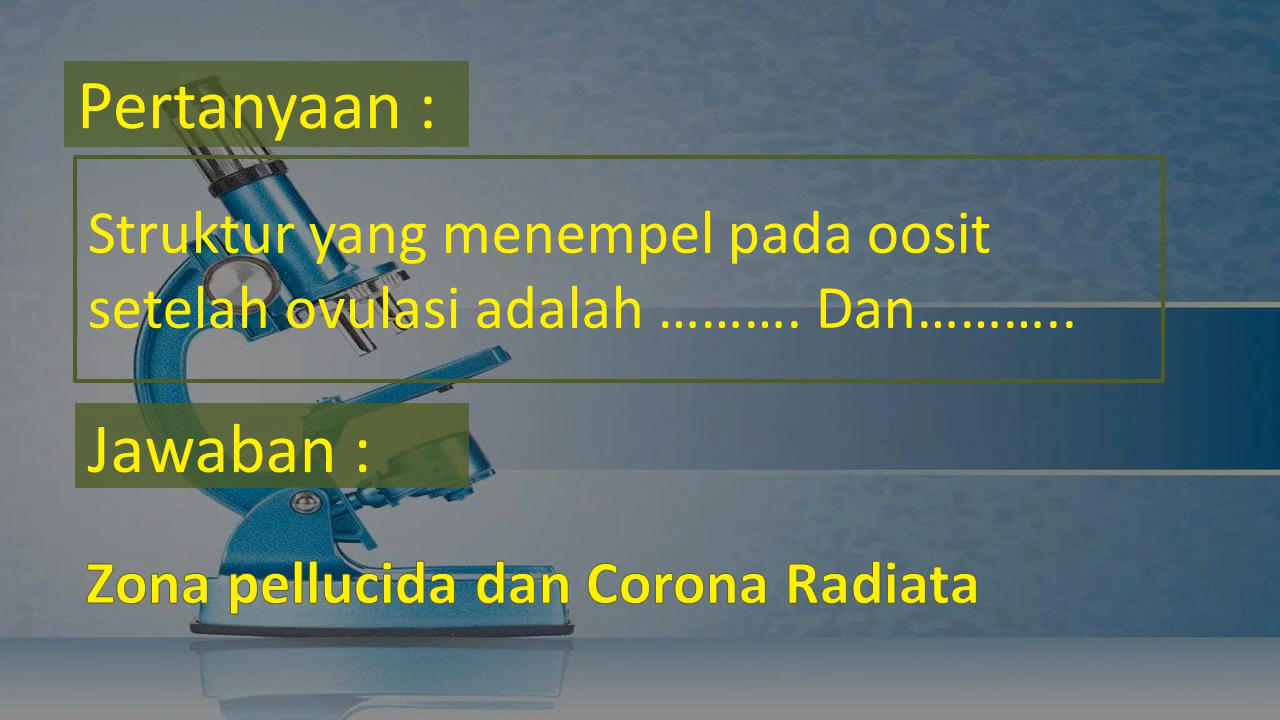 Pertanyaan :
Struktur yang menempel pada oosit
setelah ovulasi adalah ………. Dan………..
Jawaban :
Zona pellucida dan Corona Radiata